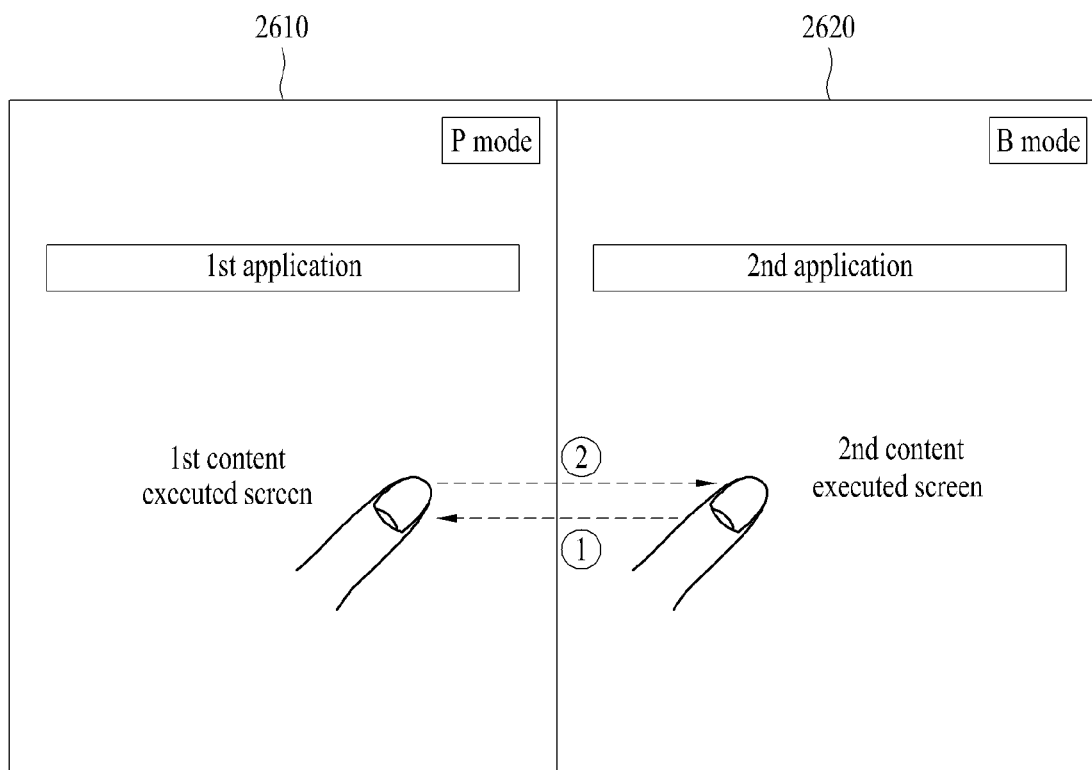 2610
2620
P mode
B mode
1st application
2nd application
1st content
executed screen
2nd content
executed screen
2
1